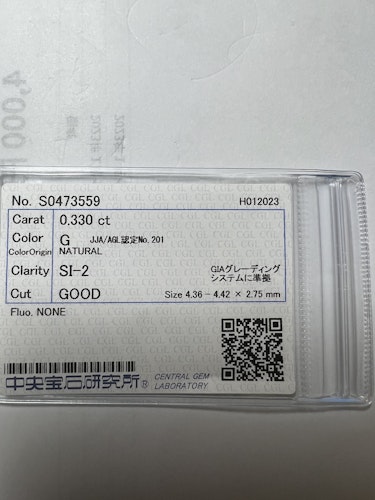 No. S0473559 H012023
Carat 0.330 ct
Color G JJA/AGL認定No.201
ColorOrigin NATURAL
Clarity SI-2 GIAグレーディング
システムに準拠
Cut GOOD Size 4.36 - 4.42 × 2.75 mm
Fluo. NONE
中央宝石研究所® CENTRAL GEM
LABORATORY
4,000